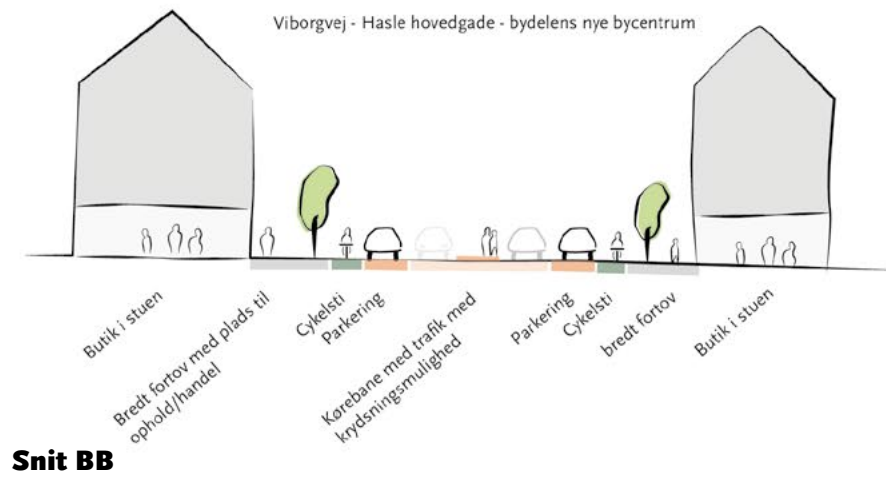 Viborgvej - Hasle hovedgade - bydelens nye bycentrum
Butik i stuen
Bredt fortov med plads til
ophold/handel
Cykelsti
Parkering
Kørebane med trafik med
krydsningsmulighed
Parkering
Cykelsti
bredt fortov
Butik i stuen
Snit BB